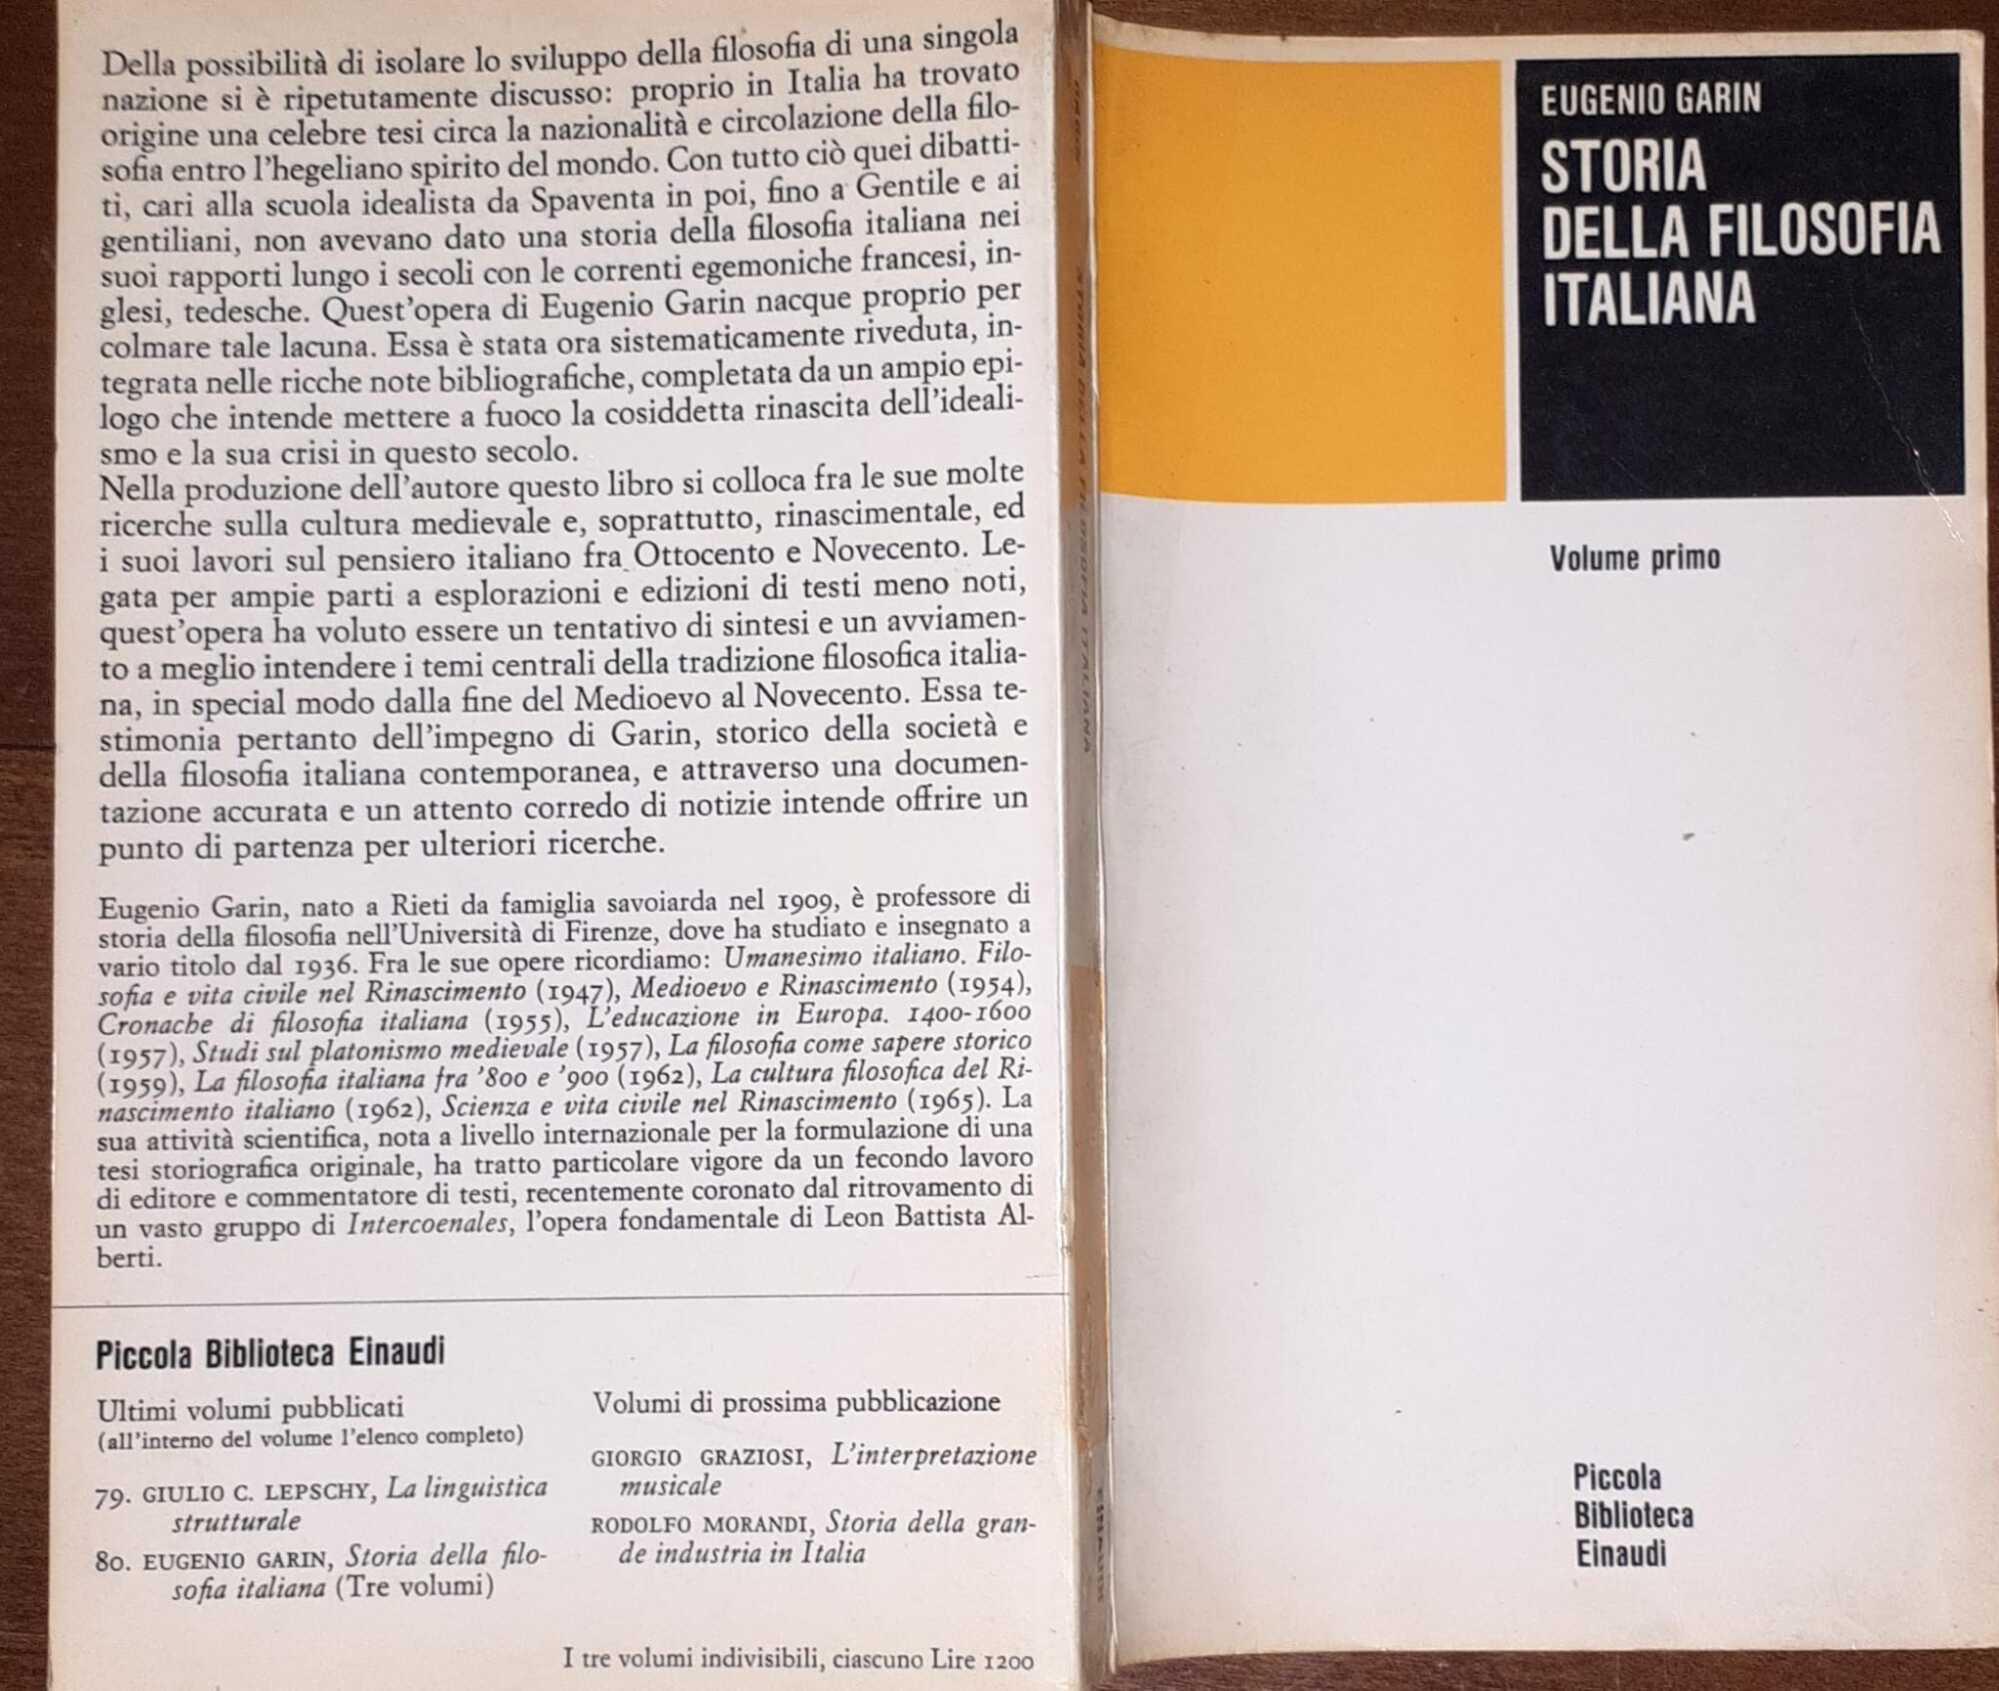 Della possibilità di isolare lo sviluppo della filosofia di una singola
nazione si è ripetutamente discusso: proprio in Italia ha trovato
origine una celebre tesi circa la nazionalità e circolazione della filo-
sofia entro l'hegeliano spirito del mondo. Con tutto ciò quei dibatti-
ti, cari alla scuola idealista da Spaventa in poi, fino a Gentile e ai
gentiliani, non avevano dato una storia della filosofia italiana nei
suoi rapporti lungo i secoli con le correnti egemoniche francesi, in-
glesi, tedesche. Quest'opera di Eugenio Garin nacque proprio per
colmare tale lacuna. Essa è stata ora sistematicamente riveduta, in-
tegrata nelle ricche note bibliografiche, completata da un ampio epi-
logo che intende mettere a fuoco la cosiddetta rinascita dell'ideali-
smo e la sua crisi in questo secolo.
Nella produzione dell'autore questo libro si colloca fra le sue molte
ricerche sulla cultura medievale e, soprattutto, rinascimentale, ed
i suoi lavori sul pensiero italiano fra Ottocento e Novecento. Le-
gata per ampie parti a esplorazioni e edizioni di testi meno noti,
quest'opera ha voluto essere un tentativo di sintesi e un avviamen-
to a meglio intendere i temi centrali della tradizione filosofica italia-
na, in special modo dalla fine del Medioevo al Novecento. Essa te-
stimonia pertanto dell'impegno di Garin, storico della società e
della filosofia italiana contemporanea, e attraverso una documen-
tazione accurata e un attento corredo di notizie intende offrire un
punto di partenza per ulteriori ricerche.
Eugenio Garin, nato a Rieti da famiglia savoiarda nel 1909, è professore di
storia della filosofia nell'Università di Firenze, dove ha studiato e insegnato a
vario titolo dal 1936. Fra le sue opere ricordiamo: Umanesimo italiano. Filo-
sofia e vita civile nel Rinascimento (1947), Medioevo e Rinascimento (1954),
Cronache di filosofia italiana (1955), L'educazione in Europa. 1400-1600
(1957), Studi sul platonismo medievale (1957), La filosofia come sapere storico
(1959), La filosofia italiana fra '800 e '900 (1962), La cultura filosofica del Ri-
nascimento italiano (1962), Scienza e vita civile nel Rinascimento (1965). La
sua attività scientifica, nota a livello internazionale per la formulazione di una
tesi storiografica originale, ha tratto particolare vigore da un fecondo lavoro
di editore e commentatore di testi, recentemente coronato dal ritrovamento di
un vasto gruppo di Intercoenales, l'opera fondamentale di Leon Battista Al-
berti.
Piccola Biblioteca Einaudi
Ultimi volumi pubblicati
(all'interno del volume l'elenco completo)
79. GIULIO C. LEPSCHY, La linguistica
strutturale
80. EUGENIO GARIN, Storia della filo-
sofia italiana (Tre volumi)
Volumi di prossima pubblicazione
GIORGIO GRAZIOSI, L'interpretazione
musicale
RODOLFO MORANDI, Storia della gran-
de industria in Italia
I tre volumi indivisibili, ciascuno Lire 1200
STORIA DELLA FILOSOFIA ITALIANA
EINAUDI
EUGENIO GARIN
STORIA
DELLA FILOSOFIA
ITALIANA
Volume primo
Piccola
Biblioteca
Einaudi